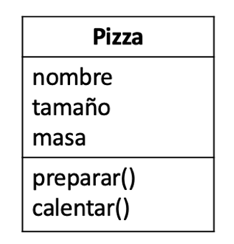 Pizza
nombre
tamaño
masa
preparar()
calentar()